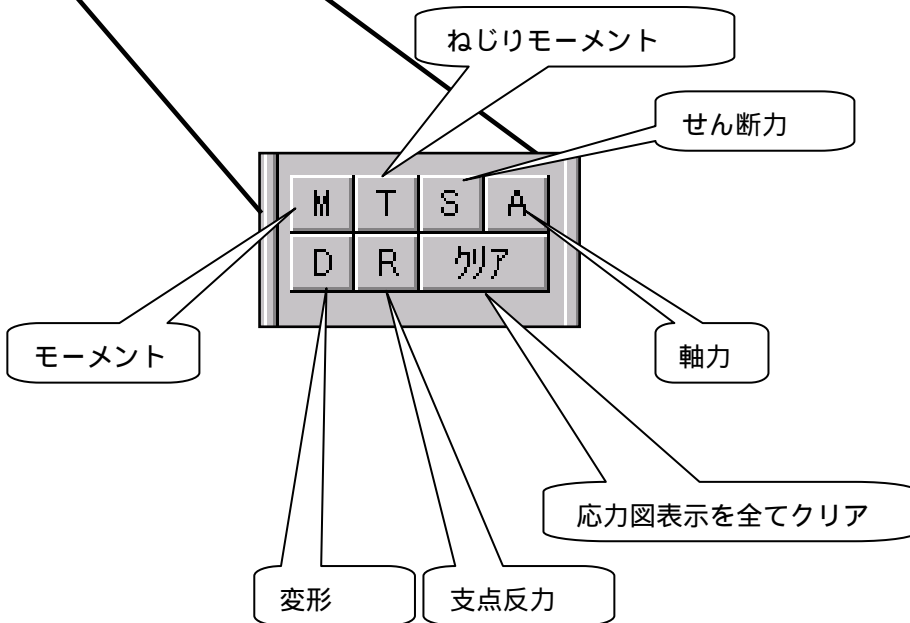 ねじりモーメント
せん断力
M T S A
D R クリア
モーメント
軸力
応力図表示を全てクリア
変形
支点反力